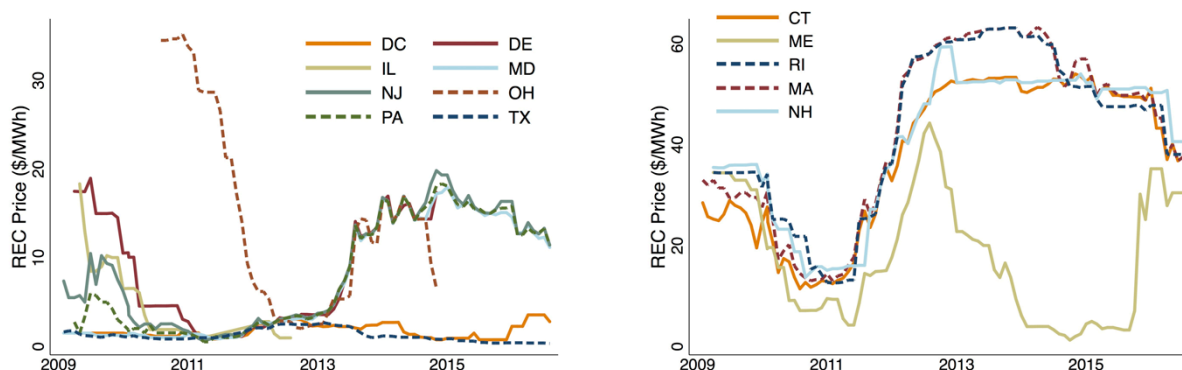 REC Price ($/MWh)
30
20
10
0
2009 2011 2013 2015
DC DE
IL MD
NJ OH
PA TX
REC Price ($/MWh)
60
40
20
0
2009 2011 2013 2015
CT
ME
RI
MA
NH